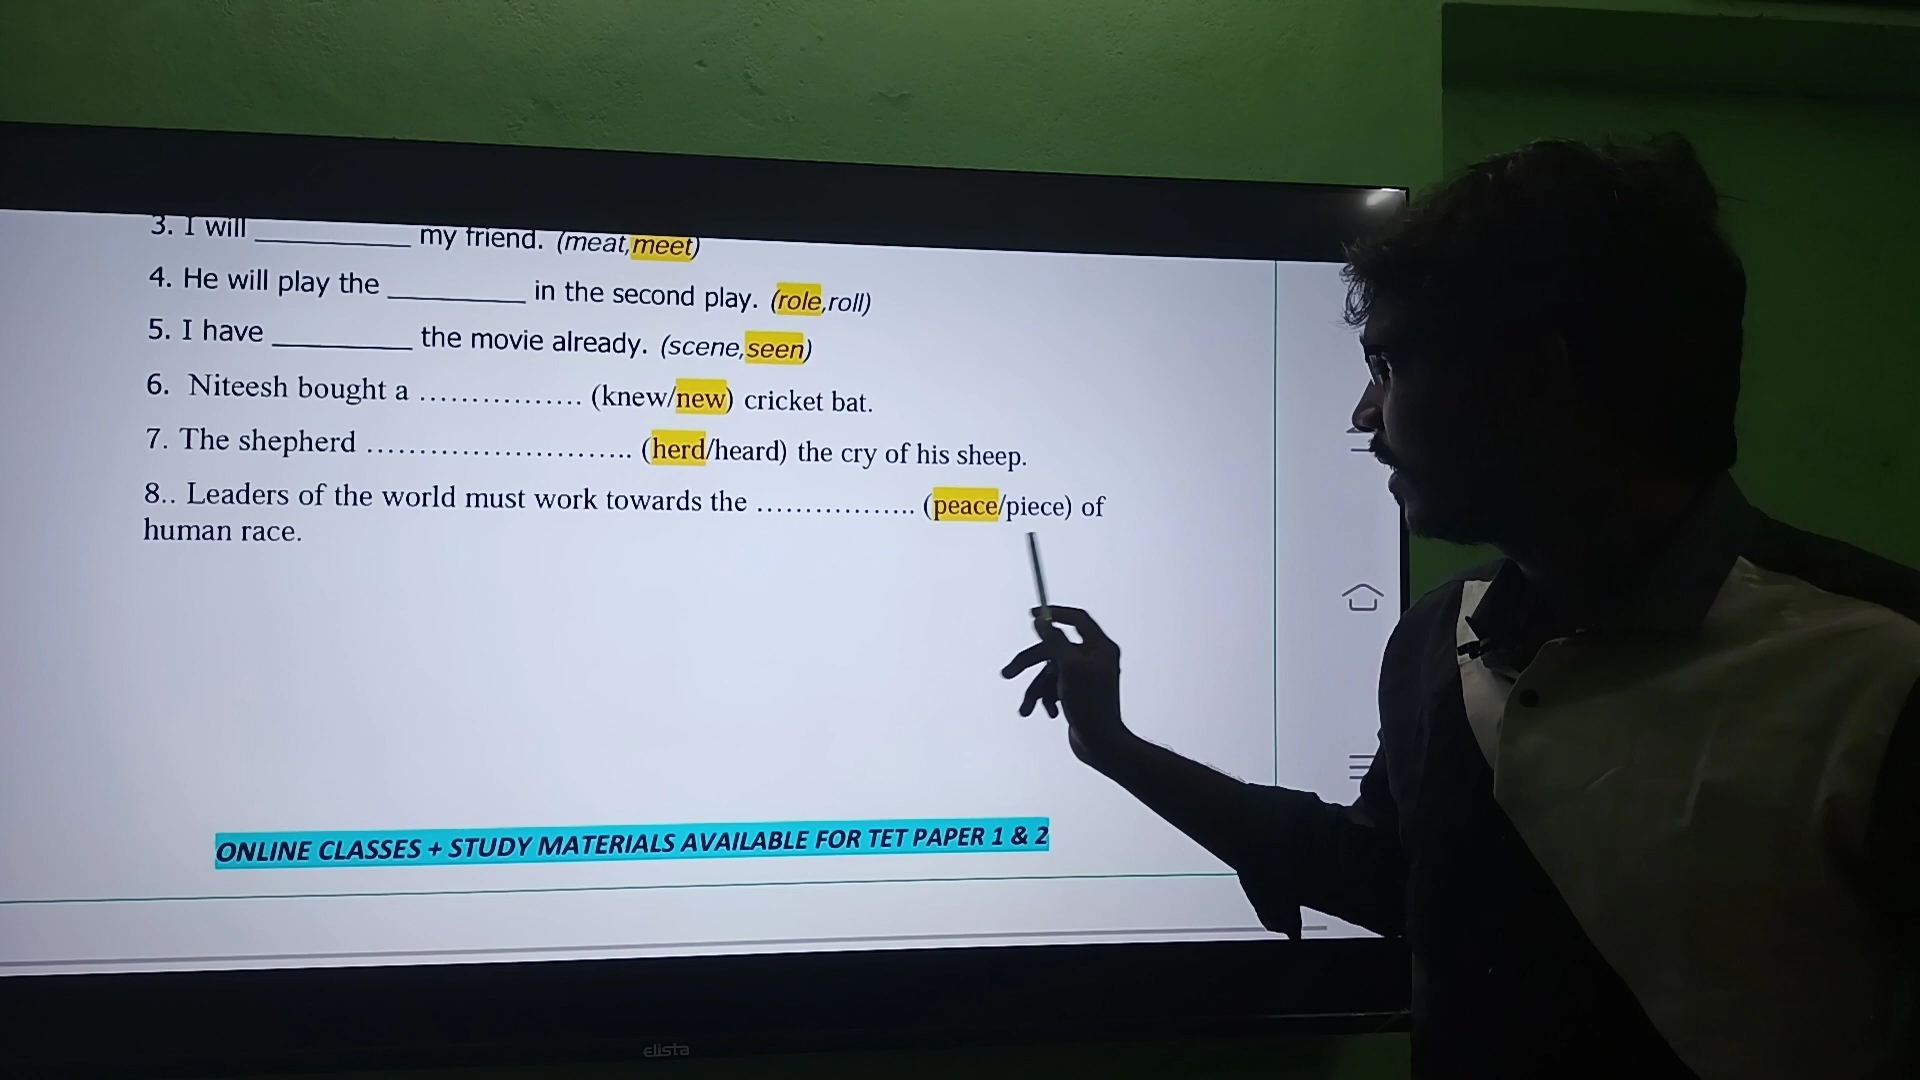 3. I will __________ my friend. (meat,meet)
4. He will play the _________ in the second play. (role,roll)
5. I have _________ the movie already. (scene,seen)
6. Niteesh bought a ................ (knew/new) cricket bat.
7. The shepherd .......................... (herd/heard) the cry of his sheep.
8.. Leaders of the world must work towards the ................ (peace/piece) of
human race.
ONLINE CLASSES + STUDY MATERIALS AVAILABLE FOR TET PAPER 1 & 2
elista